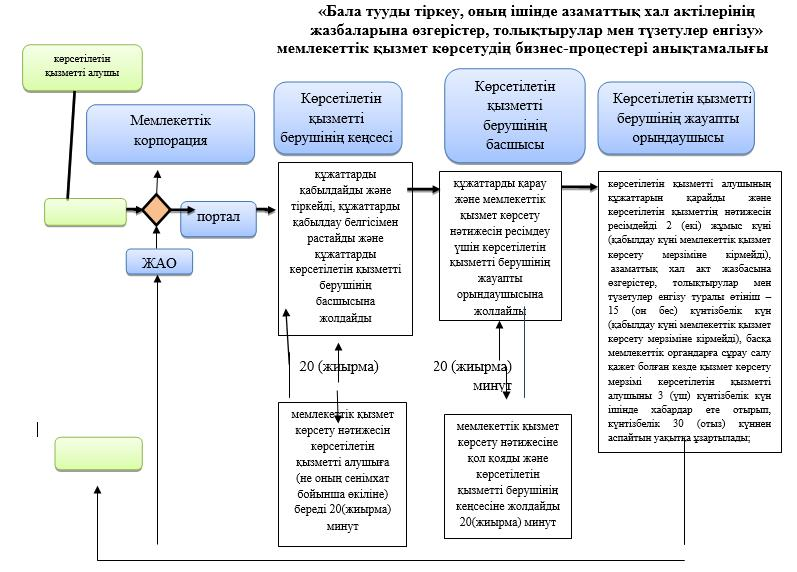 «Бала тууды тіркеу, оның ішінде азаматтық хал актілерінің
жазбаларына өзгерістер, толықтырулар мен түзетулер енгізу»
мемлекеттік қызмет көрсетудің бизнес-процестері анықтамалығы
көрсетілетін
қызметті алушы
Мемлекеттік
корпорация
Көрсетілетін
қызметті
берушінің кеңсесі
Көрсетілетін
қызметті
берушінің
басшысы
Көрсетілетін қызметті
берушінің жауапты
орындаушысы
портал
ЖАО
құжаттарды
қабылдайды және
тіркейді, құжаттарды
қабылдау белгісімен
растайды және
құжаттарды
көрсетілетін қызметті
берушінің
басшысына
жолдайды
құжаттарды қарау
және мемлекеттік
қызмет көрсету
нәтижесін ресімдеу
үшін көрсетілетін
қызметті берушінің
жауапты
орындаушысына
жолдайды
көрсетілетін қызметті алушының
құжаттарын қарайды және
көрсетілетін қызметтің нәтижесін
ресімдейді 2 (екі) жұмыс күні
(қабылдау күні мемлекеттік қызмет
көрсету мерзіміне кірмейді),
азаматтық хал акт жазбасына
өзгерістер, толықтырулар мен
түзетулер енгізу туралы өтініш –
15 (он бес) күнтізбелік күн
(қабылдау күні мемлекеттік қызмет
көрсету мерзіміне кірмейді), басқа
мемлекеттік органдарға сұрау салу
қажет болған кезде қызмет көрсету
мерзімі көрсетілетін қызметті
алушыны 3 (үш) күнтізбелік күн
ішінде хабардар ете отырып,
күнтізбелік 30 (отыз) күннен
аспайтын уақытқа ұзартылады;
20 (жиырма)
20 (жиырма)
минут
мемлекеттік қызмет
көрсету нәтижесін
көрсетілетін
қызметті алушыға
(не оның сенімхат
бойынша өкіліне)
береді 20(жиырма)
минут
мемлекеттік қызмет
көрсету нәтижесіне
қол қояды және
көрсетілетін
қызметті берушінің
кеңсесіне жолдайды
20(жиырма) минут